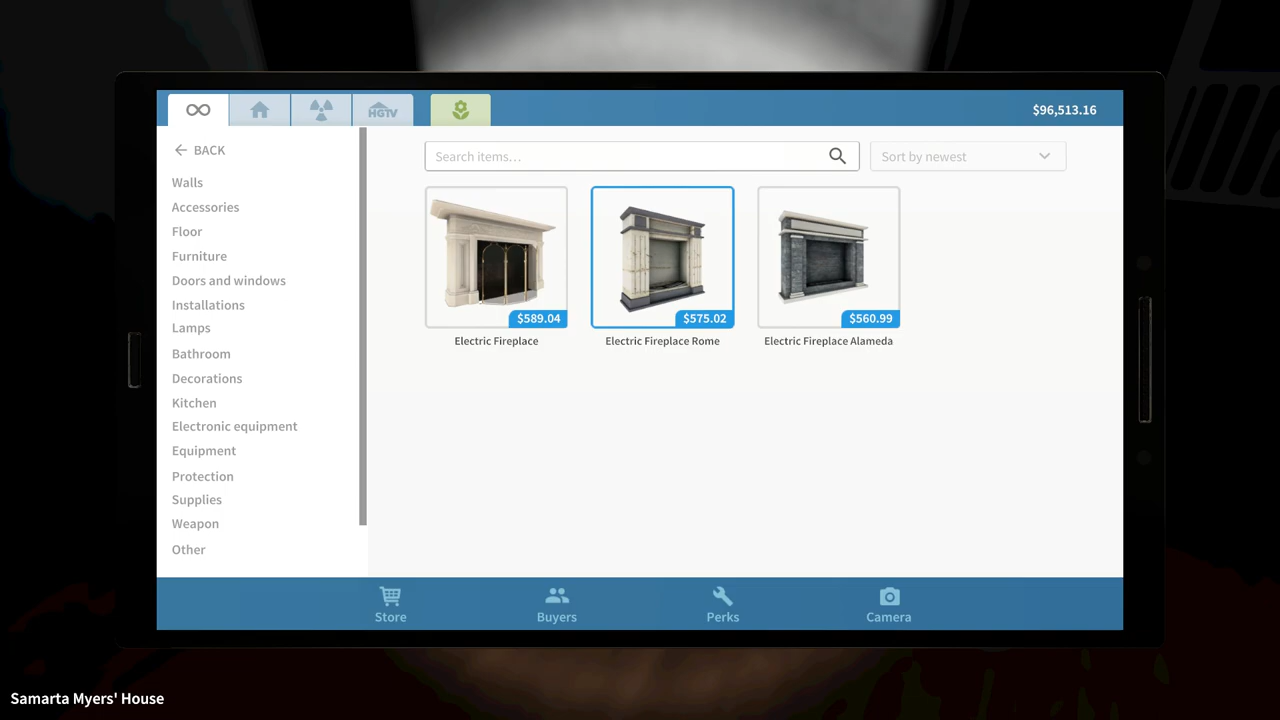 HGTV
$96,513.16
BACK
Search items...
Sort by newest
Walls
Accessories
Floor
Furniture
Doors and windows
Installations
Lamps
Bathroom
Decorations
Kitchen
Electronic equipment
Equipment
Protection
Supplies
Weapon
Other
$589.04
$575.02
$560.99
Electric Fireplace
Electric Fireplace Rome
Electric Fireplace Alameda
Store
Buyers
Perks
Camera
Samarta Myers' House